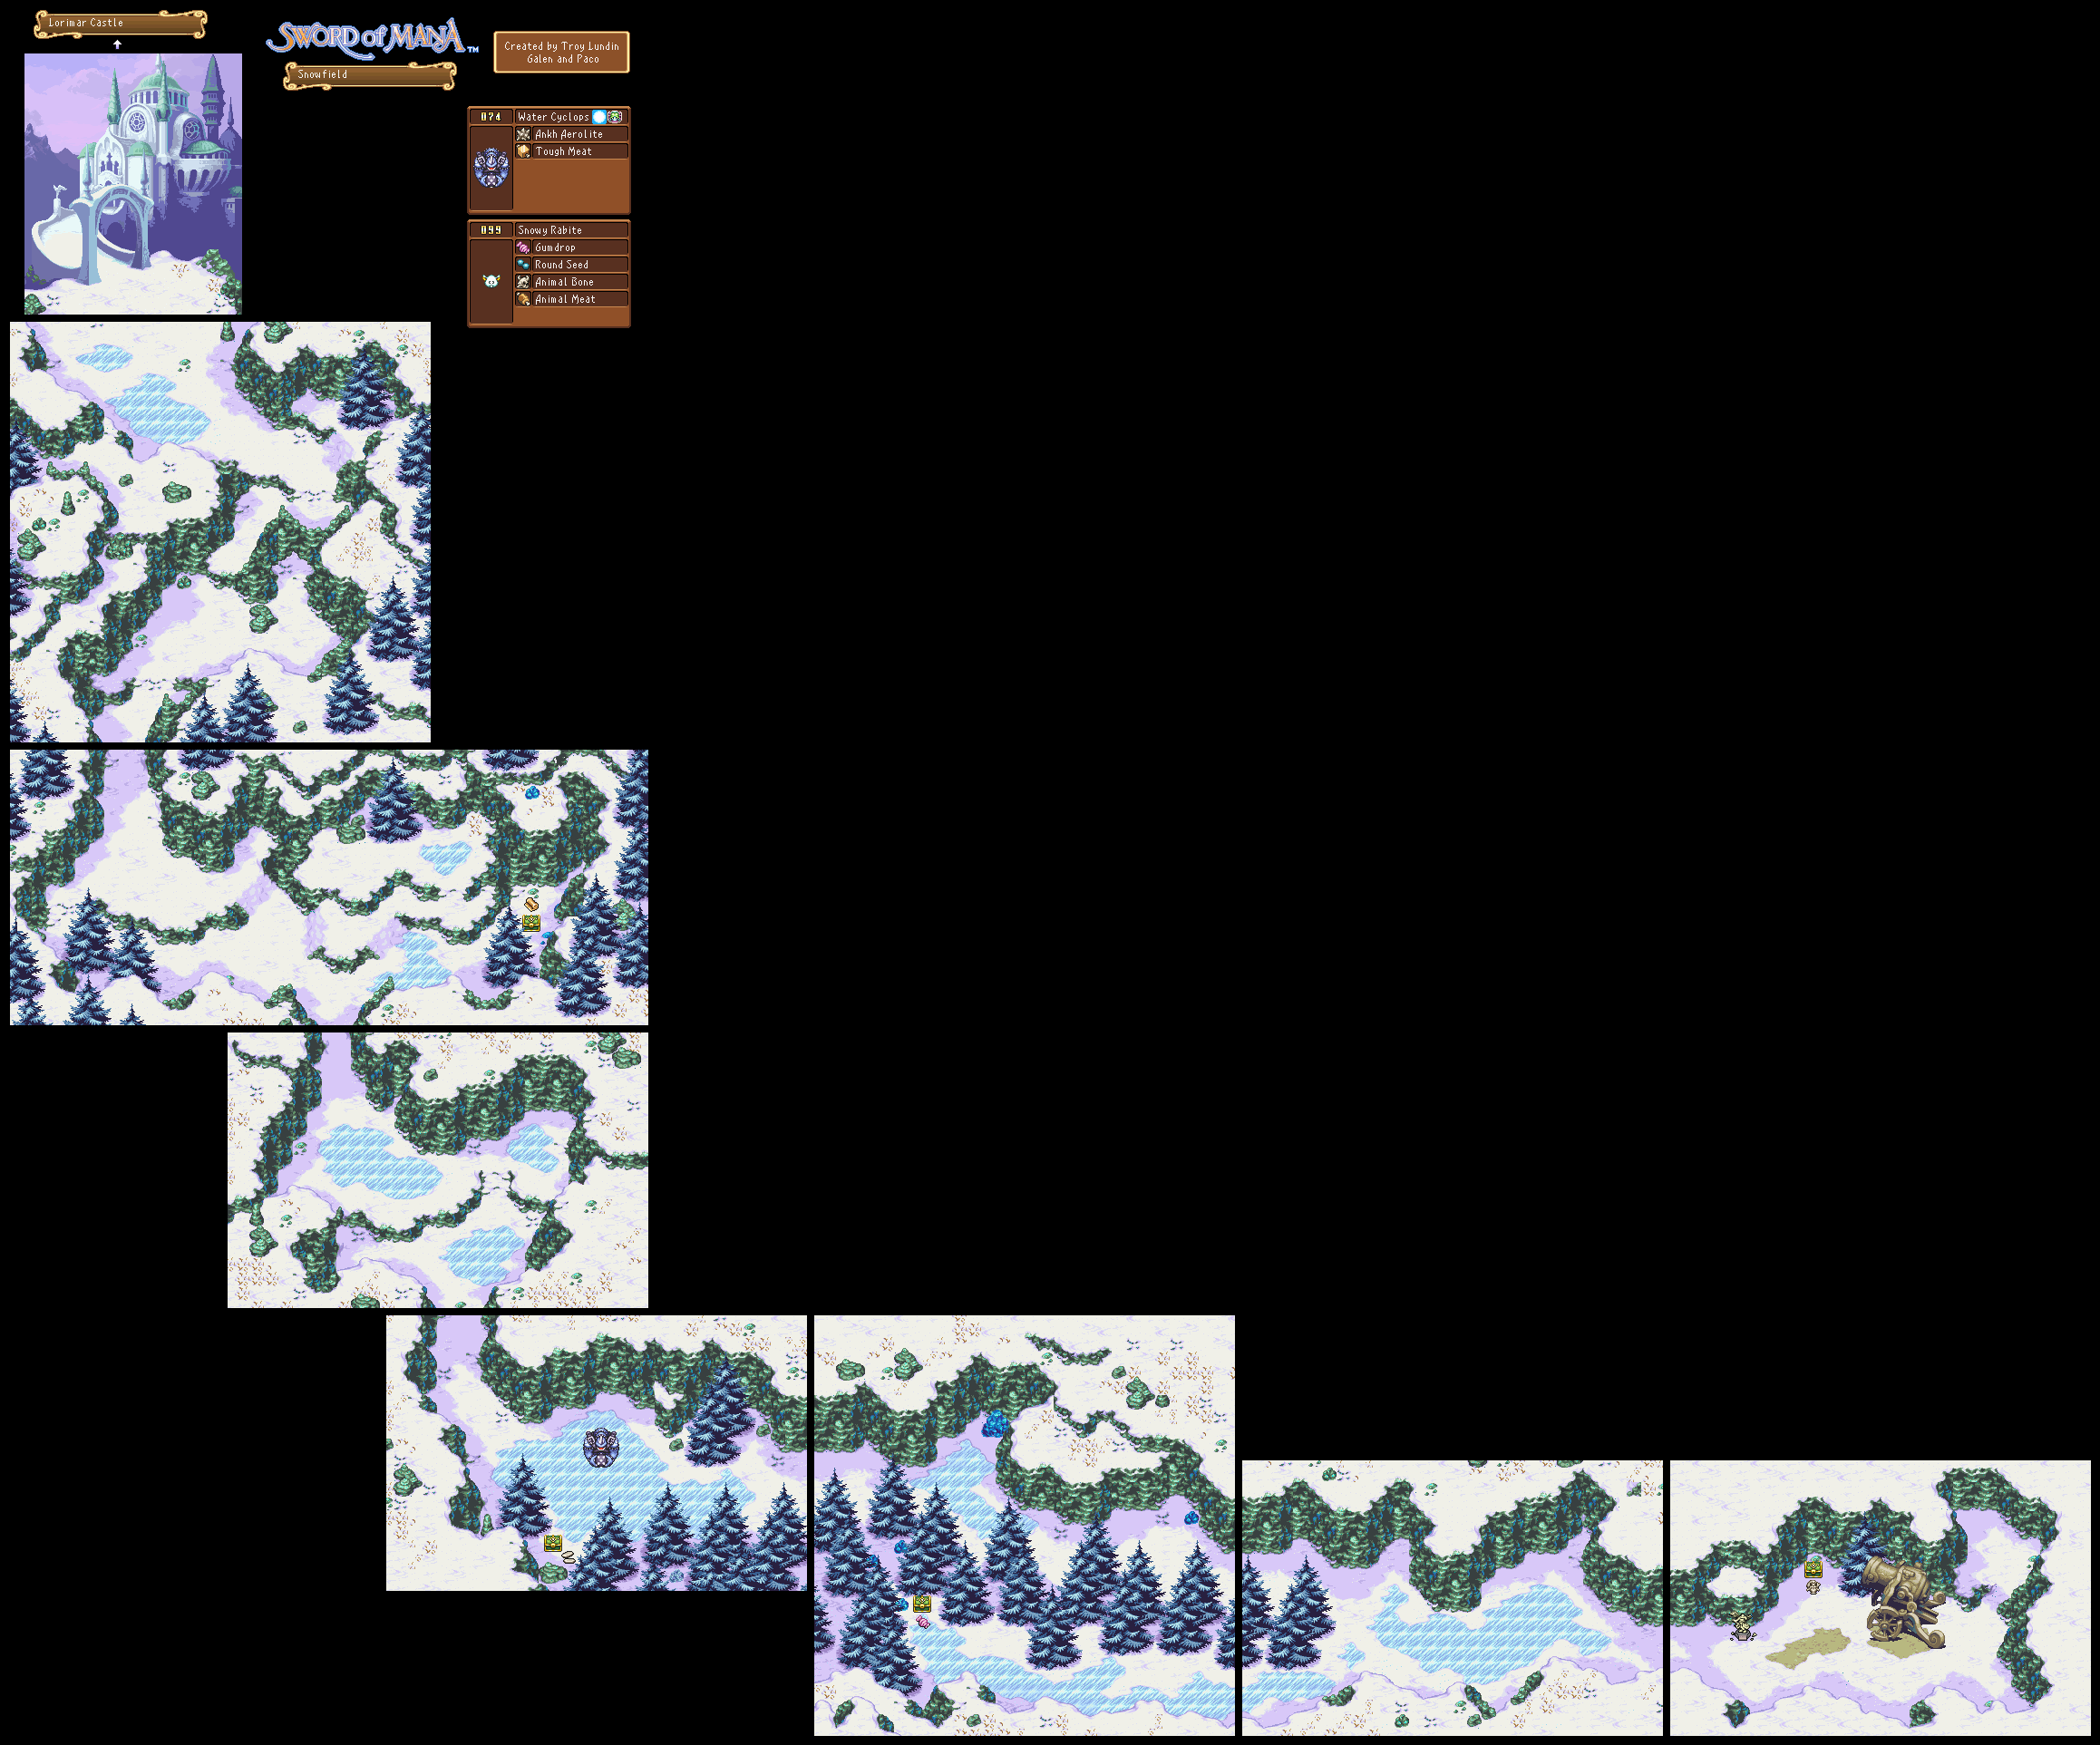 Lorimar Castle
SWORD of MANA™
Snowfield
Created by Troy Lundin
Galen and Paco
074 Water Cyclops
Ankh Aerolite
Tough Meat
099 Snowy Rabite
Gumdrop
Round Seed
Animal Bone
Animal Meat